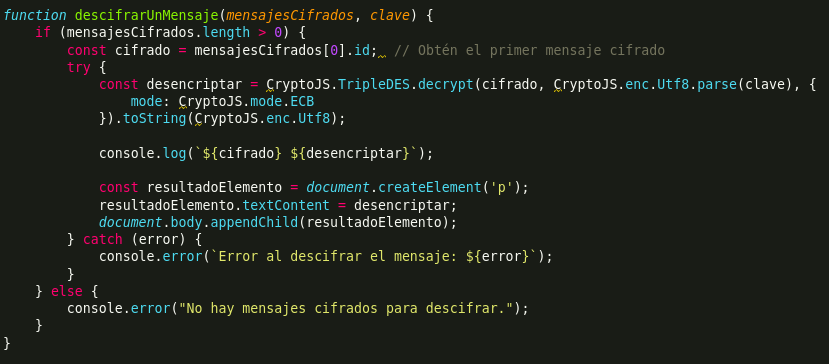 function descifrarUnMensaje(mensajesCifrados, clave) {
    if (mensajesCifrados.length > 0) {
        const cifrado = mensajesCifrados[0].id; // Obtén el primer mensaje cifrado
        try {
            const desencriptar = CryptoJS.TripleDES.decrypt(cifrado, CryptoJS.enc.Utf8.parse(clave), {
                mode: CryptoJS.mode.ECB
            }).toString(CryptoJS.enc.Utf8);

            console.log(`${cifrado} ${desencriptar}`);

            const resultadoElemento = document.createElement('p');
            resultadoElemento.textContent = desencriptar;
            document.body.appendChild(resultadoElemento);
        } catch (error) {
            console.error(`Error al descifrar el mensaje: ${error}`);
        }
    } else {
        console.error("No hay mensajes cifrados para descifrar.");
    }
}